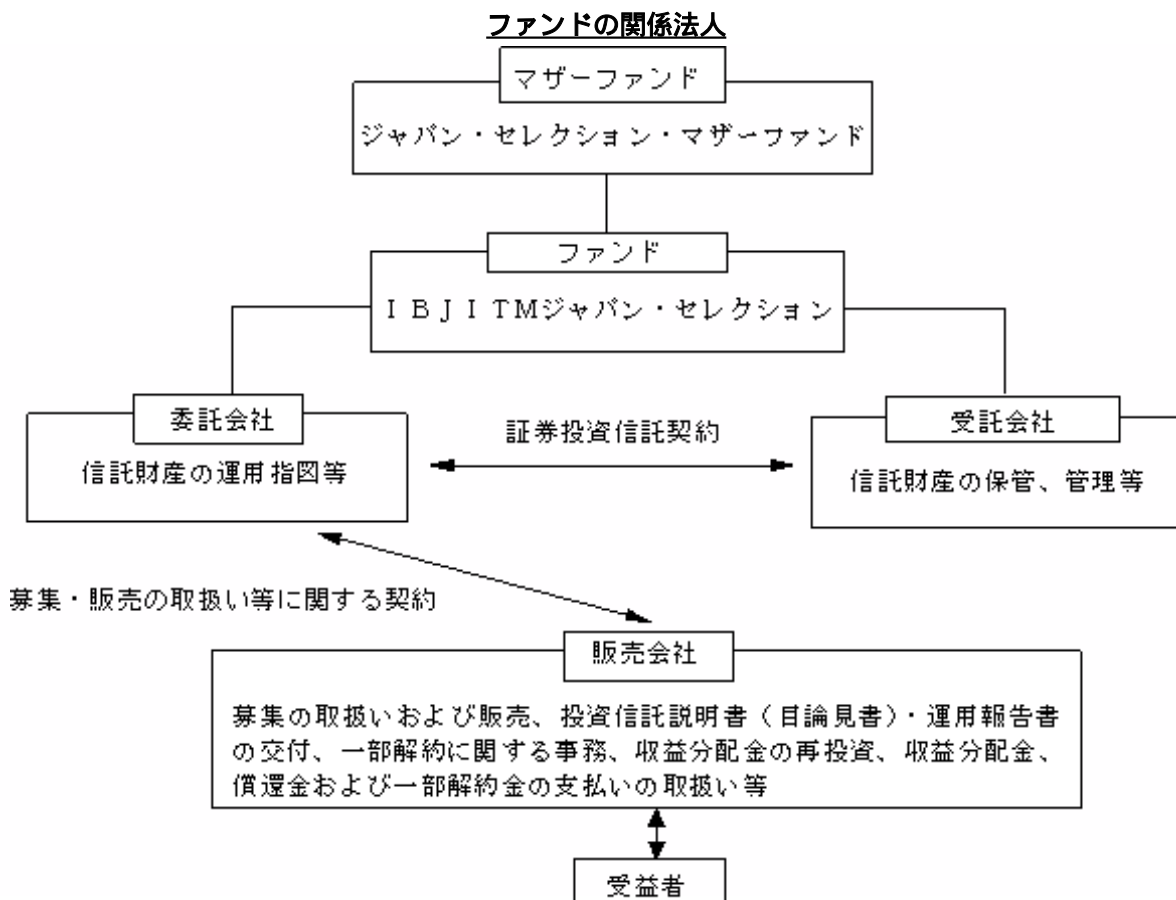 ファンドの関係法人
マザーファンド
ジャパン・セレクション・マザーファンド
ファンド
ＩＢＪＩＴＭジャパン・セレクション
委託会社
信託財産の運用指図等
証券投資信託契約
受託会社
信託財産の保管、管理等
募集・販売の取扱い等に関する契約
販売会社
募集の取扱いおよび販売、投資信託説明書（目論見書）・運用報告書
の交付、一部解約に関する事務、収益分配金の再投資、収益分配金、
償還金および一部解約金の支払いの取扱い等
受益者